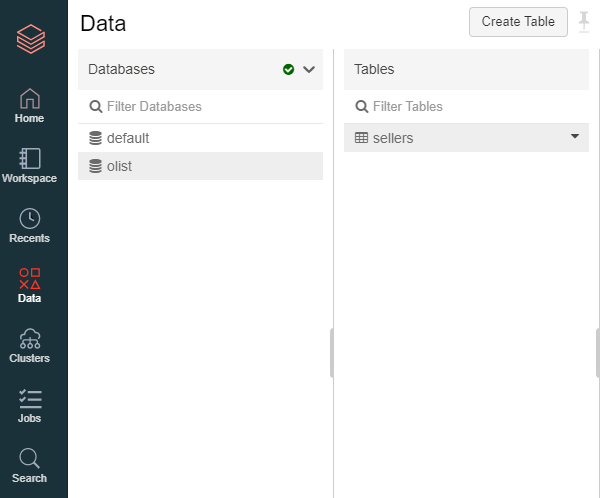 Data
Create Table
Home
Workspace
Recents
Data
Clusters
Jobs
Search
Databases
Filter Databases
default
olist
Tables
Filter Tables
sellers